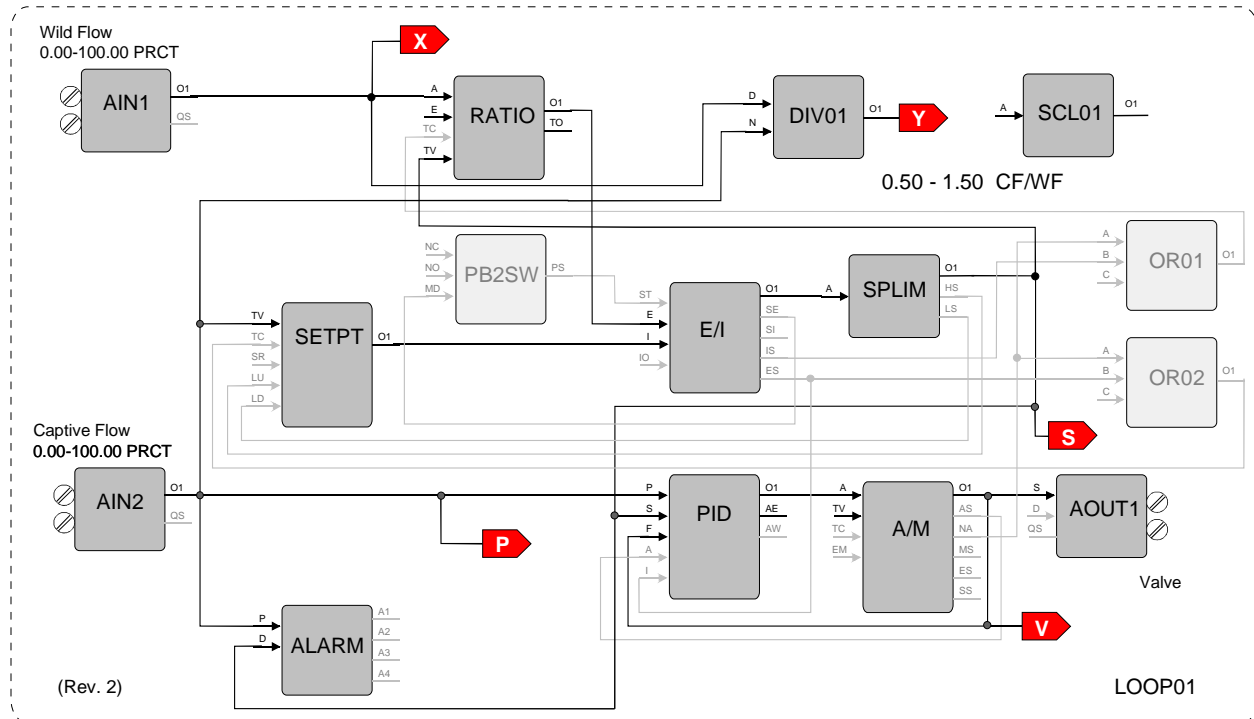 Wild Flow
0.00-100.00 PRCT
X
AIN1
O1
QS
A
E
TC
TV
RATIO
O1
TO
D
N
DIV01
O1
Y
A
SCL01
O1
0.50 - 1.50 CF/WF
NC
NO
MD
PB2SW
PS
ST
E
I
IO
E/I
O1
SE
SI
IS
ES
A
SPLIM
O1
HS
LS
A
B
C
OR01
O1
A
B
C
OR02
O1
TV
TC
SR
LU
LD
SETPT
O1
S
Captive Flow
0.00-100.00 PRCT
AIN2
O1
QS
P
P
S
F
A
I
PID
O1
AE
AW
A
TV
TC
EM
A/M
O1
AS
NA
MS
ES
SS
S
D
QS
AOUT1
Valve
V
P
D
ALARM
A1
A2
A3
A4
(Rev. 2)
LOOP01